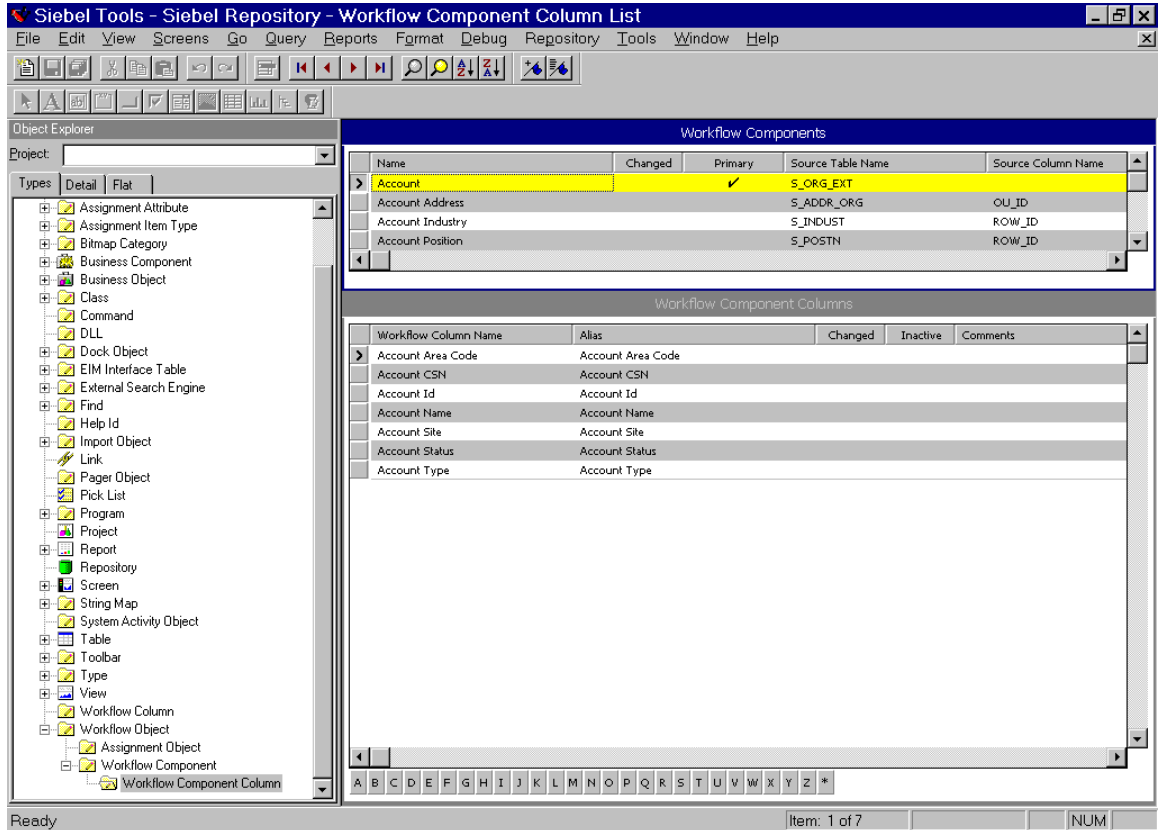 Siebel Tools - Siebel Repository - Workflow Component Column List
File Edit View Screens Go Query Reports Format Debug Repository Tools Window Help
Object Explorer
Project:
Types Detail Flat
Assignment Attribute
Assignment Item Type
Bitmap Category
Business Component
Business Object
Class
Command
DLL
Dock Object
EIM Interface Table
External Search Engine
Find
Help Id
Import Object
Link
Pager Object
Pick List
Program
Project
Report
Repository
Screen
String Map
System Activity Object
Table
Toolbar
Type
View
Workflow Column
Workflow Object
Assignment Object
Workflow Component
Workflow Component Column
Workflow Components
Name Changed Primary Source Table Name Source Column Name
Account S_ORG_EXT
Account Address S_ADDR_ORG OU_ID
Account Industry S_INDUST ROW_ID
Account Position S_POSTN ROW_ID
Workflow Component Columns
Workflow Column Name Alias Changed Inactive Comments
Account Area Code Account Area Code
Account CSN Account CSN
Account Id Account Id
Account Name Account Name
Account Site Account Site
Account Status Account Status
Account Type Account Type
A B C D E F G H I J K L M N O P Q R S T U V W X Y Z *
Ready Item: 1 of 7 NUM